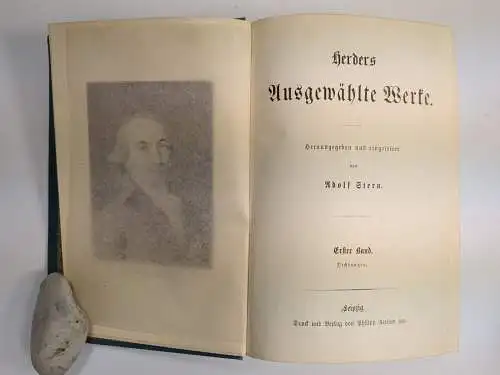 Herders
Ausgewählte Werke.
Herausgegeben und eingeleitet
von
Adolf Stern.
Erster Band.
Dichtungen.
Leipzig.
Druck und Verlag von Philipp Reclam jun.